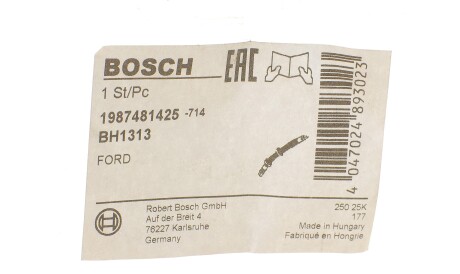 BOSCH
EAC
1 St/Pc
1987481425 -714
BH1313
FORD
4 047024 893023
Robert Bosch GmbH
Auf der Breit 4
76227 Karlsruhe
Germany
250 25K
177
Made in Hungary
Fabriqué en Hongrie